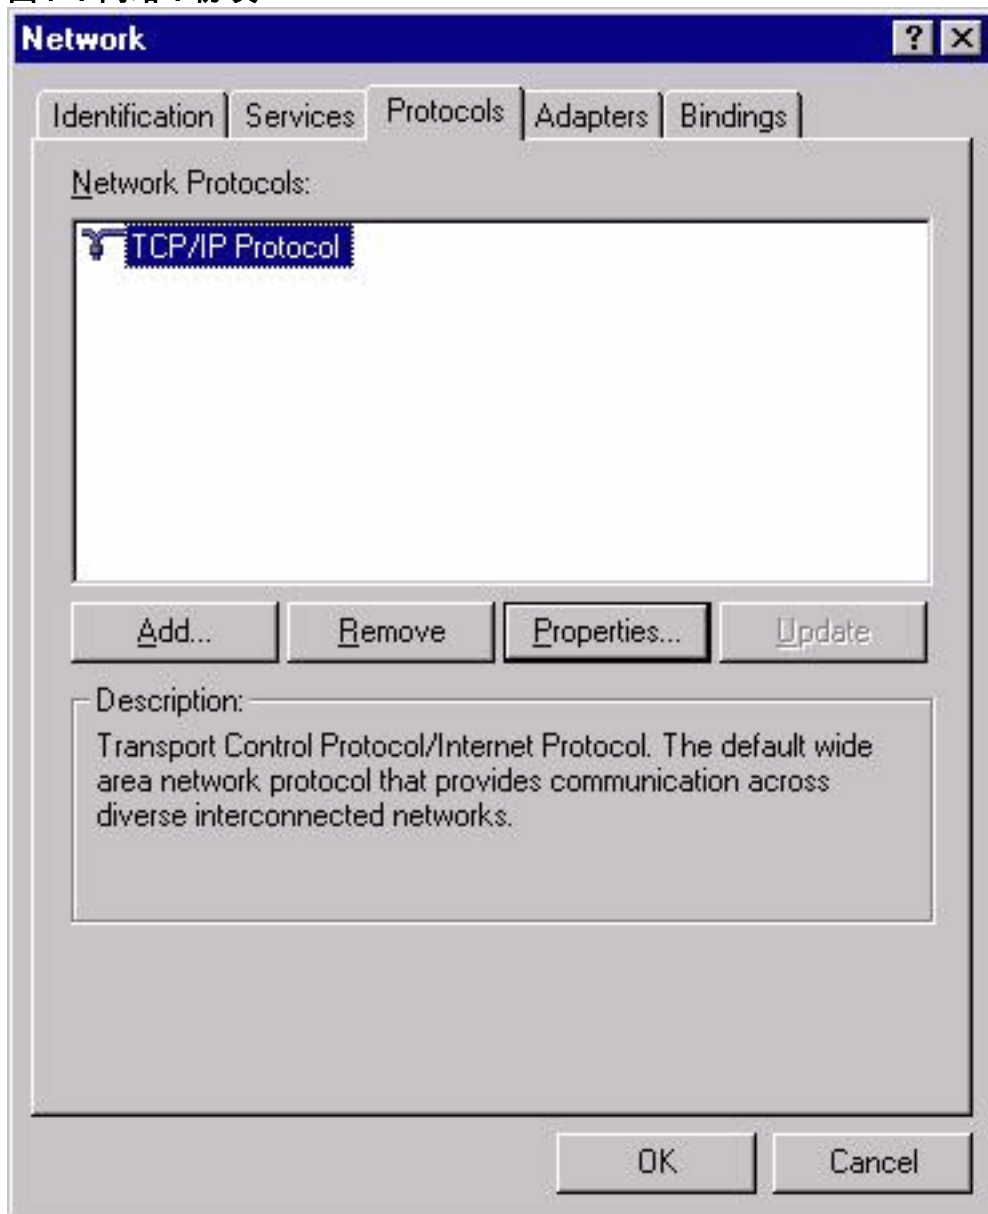 Network
Identification Services Protocols Adapters Bindings
Network Protocols:
TCP/IP Protocol
Add... Remove Properties... Update
Description:
Transport Control Protocol/Internet Protocol. The default wide
area network protocol that provides communication across
diverse interconnected networks.
OK Cancel